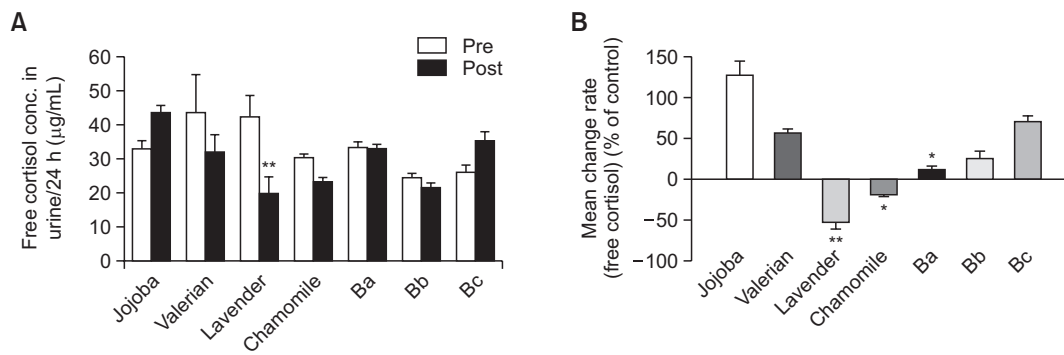 A
Free cortisol conc. in
urine/24 h (μg/mL)
60
50
40
30
20
10
0
Pre
Post
**
Jojoba
Valerian
Lavender
Chamomile
Ba
Bb
Bc
B
Mean change rate
(free cortisol) (% of control)
150
100
50
0
−50
−100
**
*
*
Jojoba
Valerian
Lavender
Chamomile
Ba
Bb
Bc